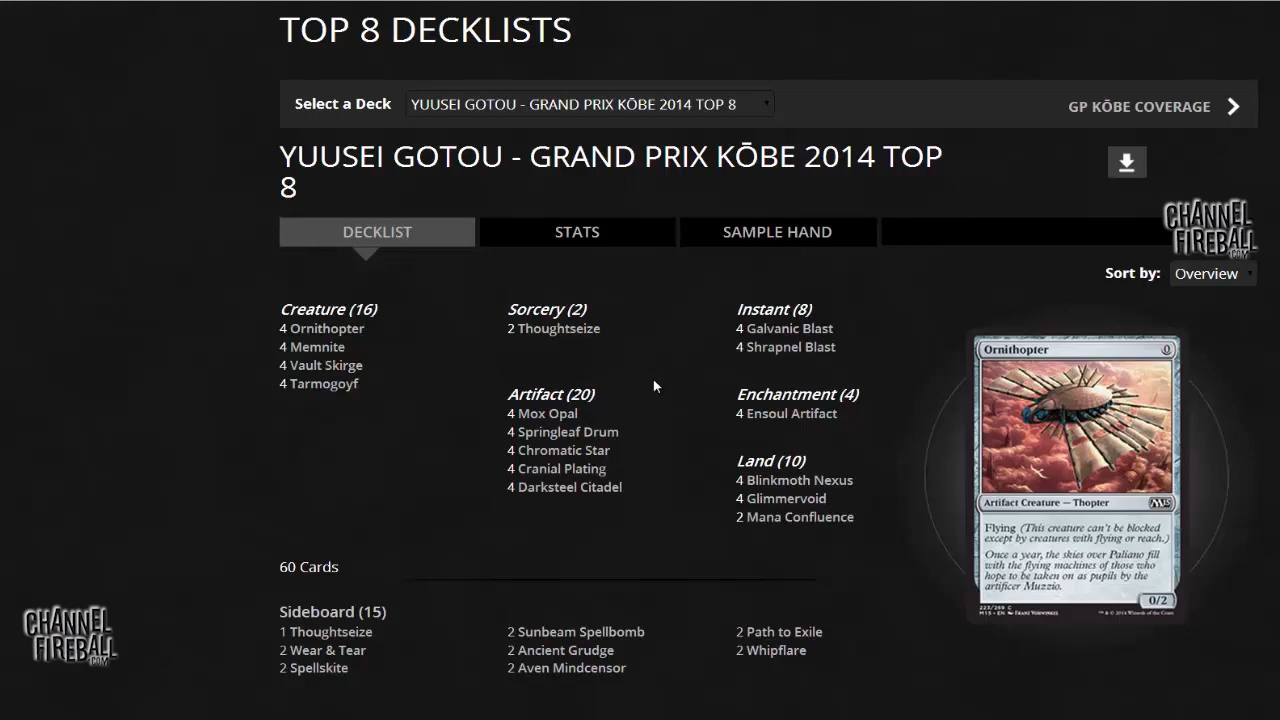 TOP 8 DECKLISTS
Select a Deck
YUUSEI GOTOU - GRAND PRIX KŌBE 2014 TOP 8
GP KŌBE COVERAGE
YUUSEI GOTOU - GRAND PRIX KŌBE 2014 TOP
8
CHANNEL
FIREBALL
.COM
DECKLIST
STATS
SAMPLE HAND
Sort by:
Overview
Creature (16)
4 Ornithopter
4 Memnite
4 Vault Skirge
4 Tarmogoyf
Sorcery (2)
2 Thoughtseize
Artifact (20)
4 Mox Opal
4 Springleaf Drum
4 Chromatic Star
4 Cranial Plating
4 Darksteel Citadel
Instant (8)
4 Galvanic Blast
4 Shrapnel Blast
Enchantment (4)
4 Ensoul Artifact
Land (10)
4 Blinkmoth Nexus
4 Glimmervoid
2 Mana Confluence
Ornithopter 0
Artifact Creature — Thopter M15
Flying (This creature can't be blocked
except by creatures with flying or reach.)
Once a year, the skies over Paliano fill
with the flying machines of those who
hope to be taken on as pupils by the
artificer Muzzio.
0/2
223/269 C
60 Cards
CHANNEL
FIREBALL
.COM
Sideboard (15)
1 Thoughtseize
2 Wear & Tear
2 Spellskite
2 Sunbeam Spellbomb
2 Ancient Grudge
2 Aven Mindcensor
2 Path to Exile
2 Whipflare